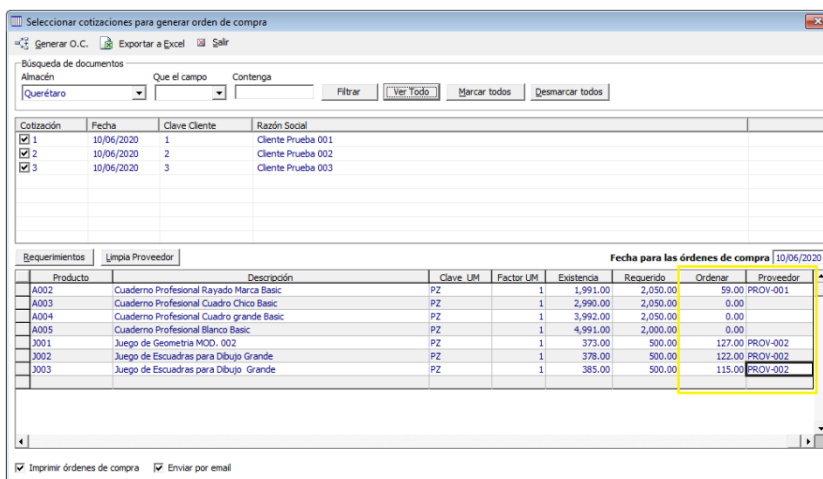 Seleccionar cotizaciones para generar orden de compra
Generar O.C. Exportar a Excel Salir
Búsqueda de documentos
Almacén Que el campo Contenga
Querétaro Filtrar Ver Todo Marcar todos Desmarcar todos
Cotización Fecha Clave Cliente Razón Social
1 10/06/2020 1 Cliente Prueba 001
2 10/06/2020 2 Cliente Prueba 002
3 10/06/2020 3 Cliente Prueba 003
Requerimientos Limpia Proveedor Fecha para las órdenes de compra 10/06/2020
Producto Descripción Clave UM Factor UM Existencia Requerido Ordenar Proveedor
A002 Cuaderno Profesional Rayado Marca Basic PZ 1 1,991.00 2,050.00 59.00 PROV-001
A003 Cuaderno Profesional Cuadro Chico Basic PZ 1 2,990.00 2,050.00 0.00
A004 Cuaderno Profesional Cuadro grande Basic PZ 1 3,992.00 2,050.00 0.00
A005 Cuaderno Profesional Blanco Basic PZ 1 4,991.00 2,000.00 0.00
J001 Juego de Geometria MOD. 002 PZ 1 373.00 500.00 127.00 PROV-002
J002 Juego de Escuadras para Dibujo Grande PZ 1 378.00 500.00 122.00 PROV-002
J003 Juego de Escuadras para Dibujo Grande PZ 1 385.00 500.00 115.00 PROV-002
Imprimir órdenes de compra Enviar por email